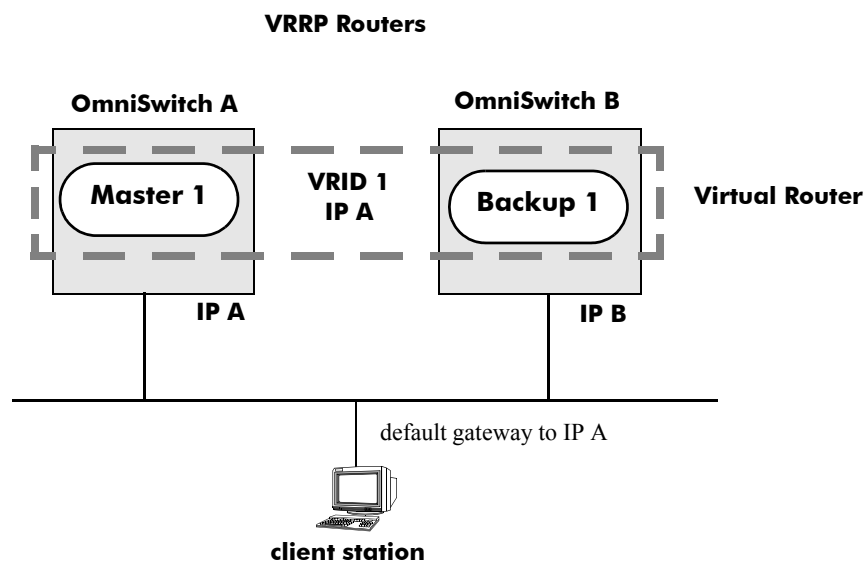 VRRP Routers
OmniSwitch A
OmniSwitch B
Master 1
VRID 1
IP A
Backup 1
Virtual Router
IP A
IP B
default gateway to IP A
client station